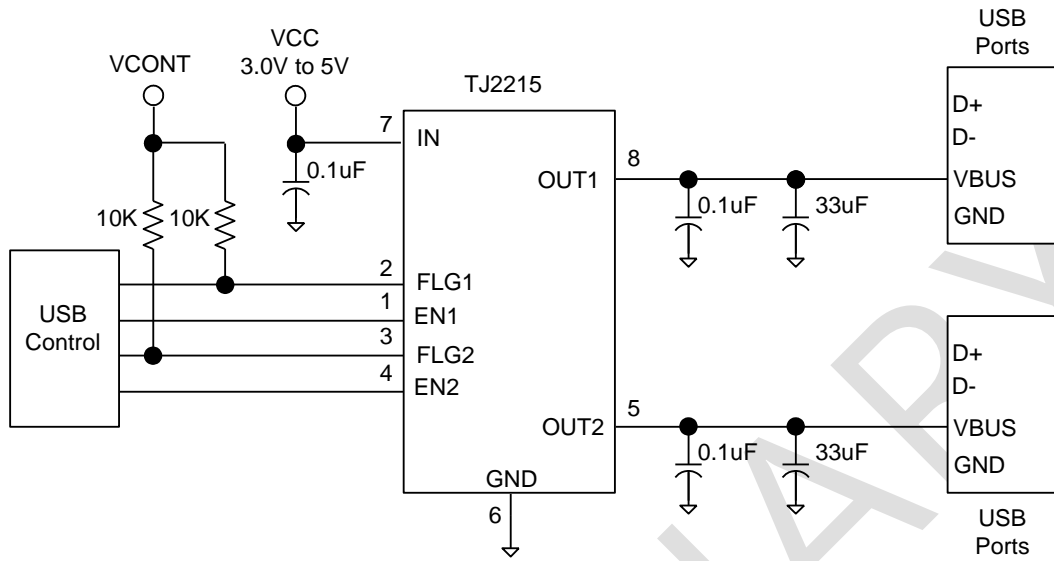 USB
Ports
VCC
3.0V to 5V
VCONT
TJ2215
D+
D-
VBUS
GND
7
IN
0.1uF
8
OUT1
0.1uF
33uF
10K
10K
USB
Control
2
FLG1
1
EN1
3
FLG2
4
EN2
D+
D-
VBUS
GND
5
OUT2
0.1uF
33uF
GND
6
USB
Ports